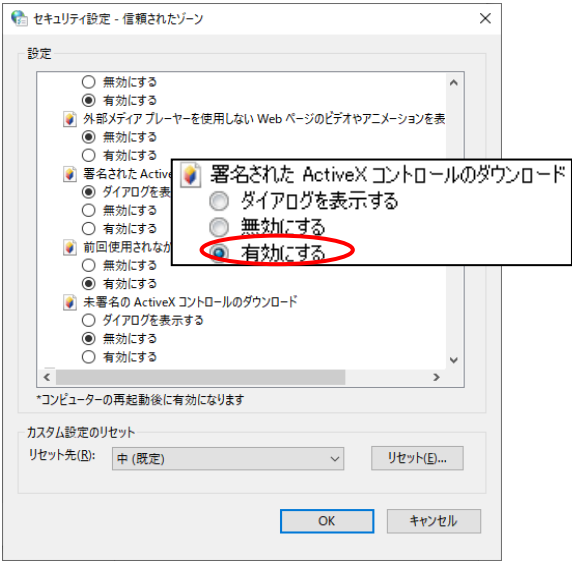 セキュリティ設定 - 信頼されたゾーン
設定
無効にする
有効にする
外部メディア プレーヤーを使用しない Web ページのビデオやアニメーションを表
無効にする
有効にする
署名された Active
ダイアログを表
無効にする
有効にする
前回使用されなか
無効にする
有効にする
未署名の ActiveX コントロールのダウンロード
ダイアログを表示する
無効にする
有効にする
署名された ActiveX コントロールのダウンロード
ダイアログを表示する
無効にする
有効にする
*コンピューターの再起動後に有効になります
カスタム設定のリセット
リセット先(R): 中 (既定) リセット(E)...
OK キャンセル